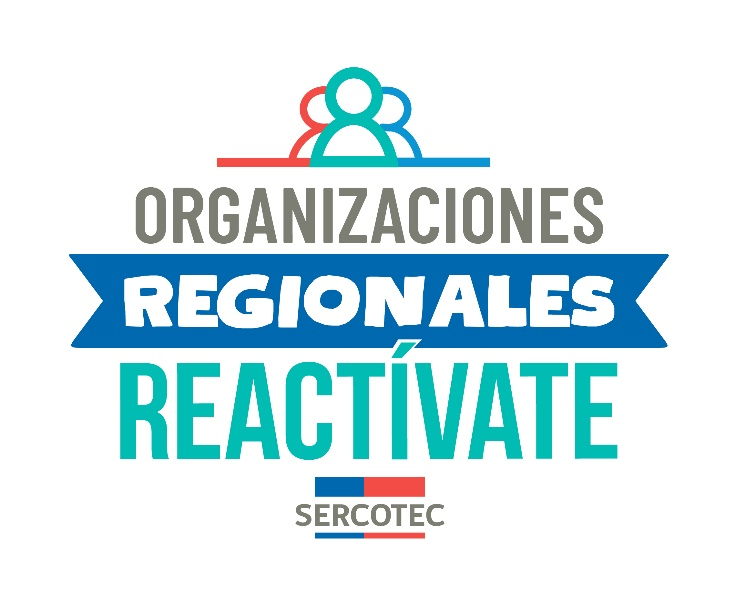 ORGANIZACIONES
REGIONALES
REACTÍVATE
SERCOTEC